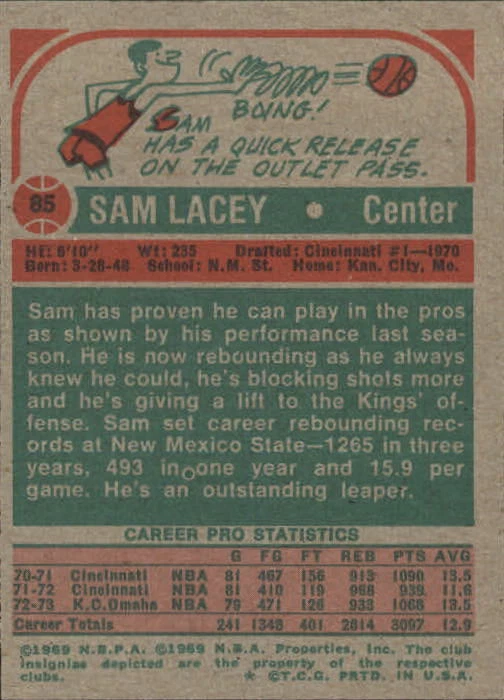 BOING!
SAM
HAS A QUICK RELEASE
ON THE OUTLET PASS.
85 SAM LACEY • Center
HT: 6'10" Wt: 235 Drafted: Cincinnati #1—1970
Born: 3-28-48 School: N.M. St. Home: Kan. City, Mo.
Sam has proven he can play in the pros
as shown by his performance last sea-
son. He is now rebounding as he always
knew he could, he's blocking shots more
and he's giving a lift to the Kings' of-
fense. Sam set career rebounding rec-
ords at New Mexico State—1265 in three
years, 493 in one year and 15.9 per
game. He's an outstanding leaper.
CAREER PRO STATISTICS
G FG FT REB PTS AVG
70-71 Cincinnati NBA 81 467 156 913 1090 13.5
71-72 Cincinnati NBA 81 410 119 968 939 11.6
72-73 K.C.Omaha NBA 79 471 126 933 1068 13.5
Career Totals 241 1348 401 2814 3097 12.9
©1969 N.B.P.A. ©1969 N.B.A. Properties, Inc. The club
insignias depicted are the property of the respective
clubs. * ©T.C.G. PRTD. IN U.S.A.